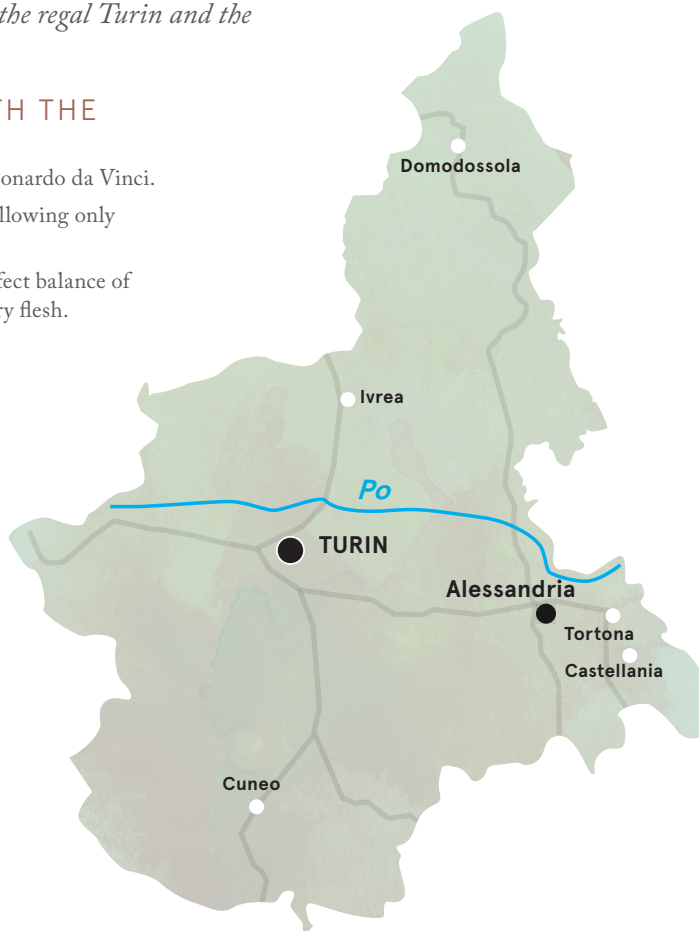 the regal Turin and the
TH THE
onardo da Vinci.
llowing only
fect balance of
ry flesh.
Domodossola
Ivrea
Po
TURIN
Alessandria
Tortona
Castellania
Cuneo